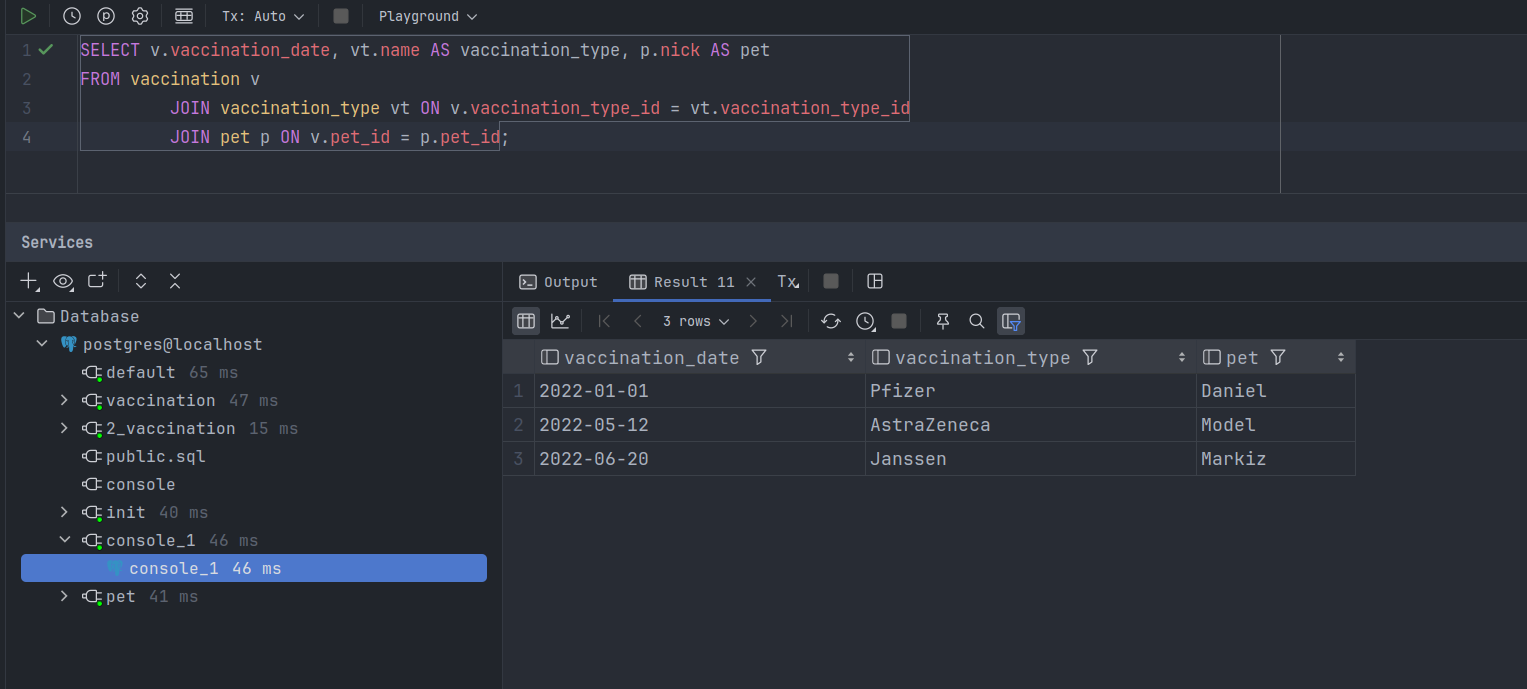 Tx: Auto Playground
1 SELECT v.vaccination_date, vt.name AS vaccination_type, p.nick AS pet
2 FROM vaccination v
3 JOIN vaccination_type vt ON v.vaccination_type_id = vt.vaccination_type_id
4 JOIN pet p ON v.pet_id = p.pet_id;
Services
Database
postgres@localhost
default 65 ms
vaccination 47 ms
2_vaccination 15 ms
public.sql
console
init 40 ms
console_1 46 ms
console_1 46 ms
pet 41 ms
Output Result 11 Tx
3 rows
vaccination_date vaccination_type pet
1 2022-01-01 Pfizer Daniel
2 2022-05-12 AstraZeneca Model
3 2022-06-20 Janssen Markiz